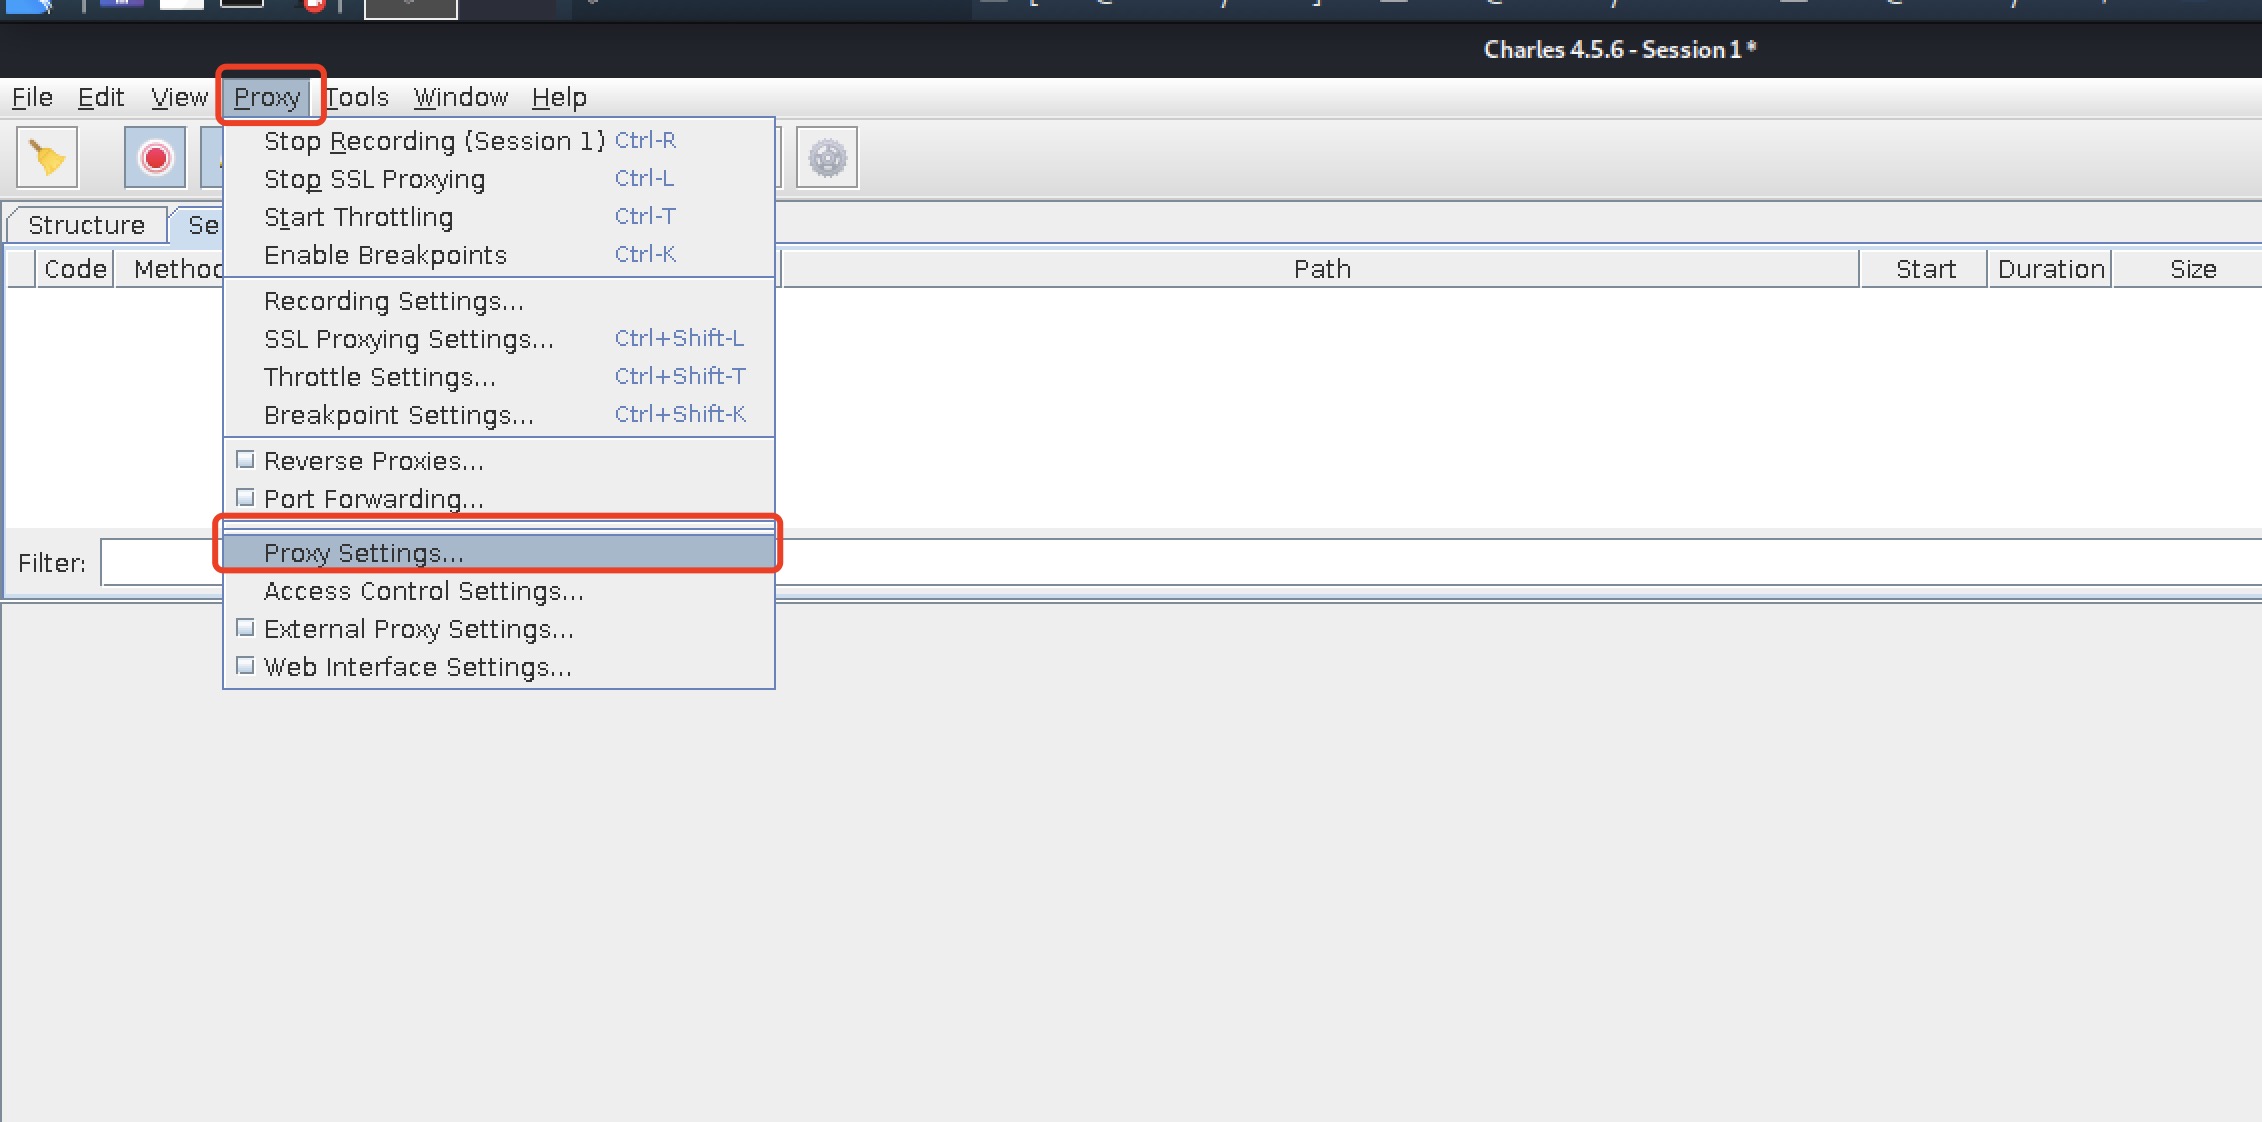 Charles 4.5.6 - Session 1 *
File Edit View Proxy Tools Window Help
Stop Recording (Session 1) Ctrl-R
Stop SSL Proxying Ctrl-L
Start Throttling Ctrl-T
Enable Breakpoints Ctrl-K
Structure Se
Code Method Path Start Duration Size
Recording Settings...
SSL Proxying Settings... Ctrl+Shift-L
Throttle Settings... Ctrl+Shift-T
Breakpoint Settings... Ctrl+Shift-K
Reverse Proxies...
Port Forwarding...
Filter:
Proxy Settings...
Access Control Settings...
External Proxy Settings...
Web Interface Settings...